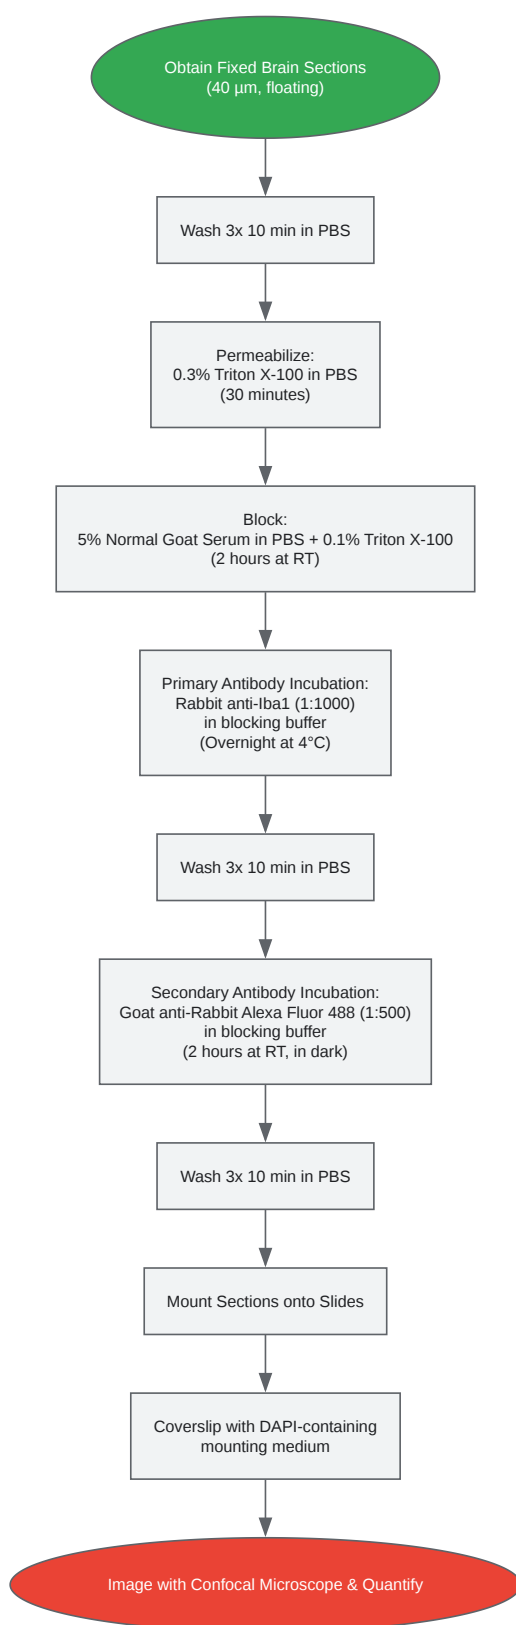 Obtain Fixed Brain Sections
(40 µm, floating)
Wash 3x 10 min in PBS
Permeabilize:
0.3% Triton X-100 in PBS
(30 minutes)
Block:
5% Normal Goat Serum in PBS + 0.1% Triton X-100
(2 hours at RT)
Primary Antibody Incubation:
Rabbit anti-Iba1 (1:1000)
in blocking buffer
(Overnight at 4°C)
Wash 3x 10 min in PBS
Secondary Antibody Incubation:
Goat anti-Rabbit Alexa Fluor 488 (1:500)
in blocking buffer
(2 hours at RT, in dark)
Wash 3x 10 min in PBS
Mount Sections onto Slides
Coverslip with DAPI-containing
mounting medium
Image with Confocal Microscope & Quantify